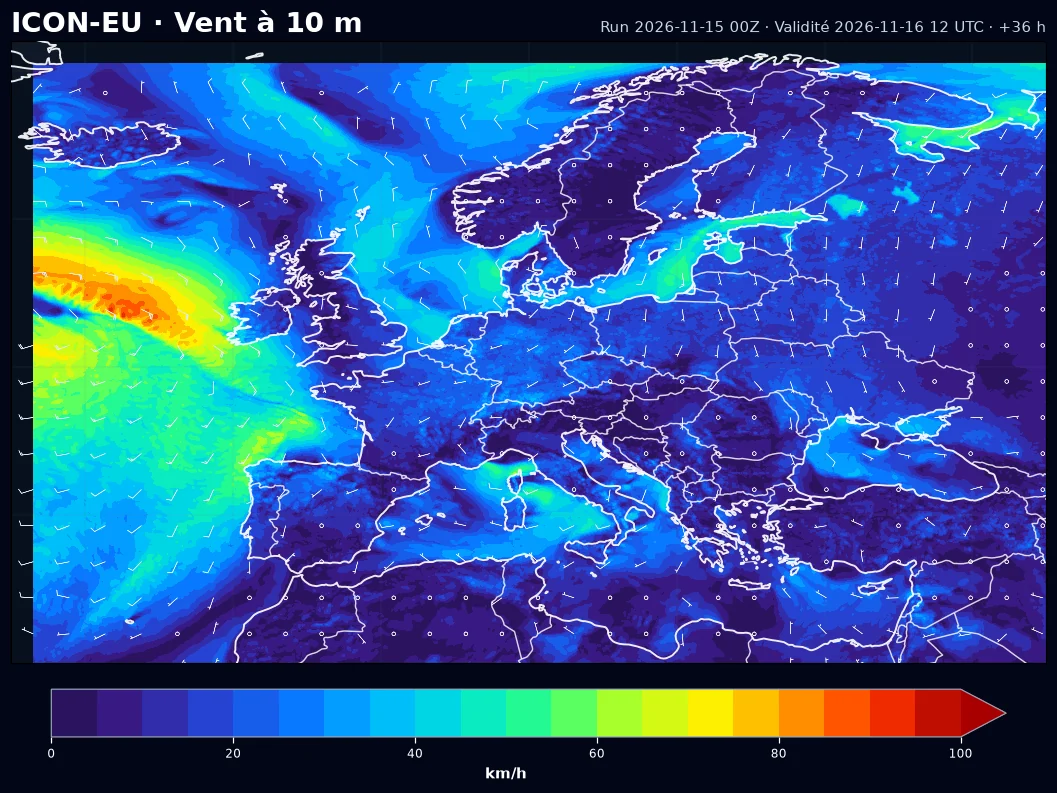 ICON-EU · Vent à 10 m
Run 2026-11-15 00Z · Validité 2026-11-16 12 UTC · +36 h
0 20 40 60 80 100
km/h